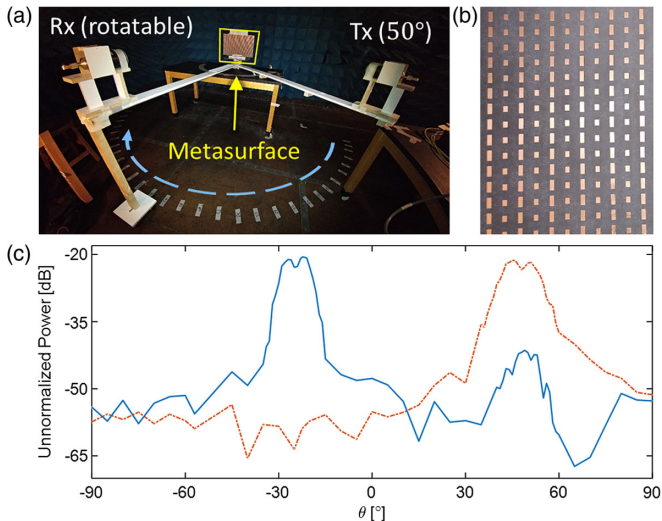 (a)
Rx (rotatable)
Tx (50°)
Metasurface
(b)
(c)
Unnormalized Power [dB]
-20
-35
-50
-65
-90
-60
-30
0
30
60
90
θ [°]